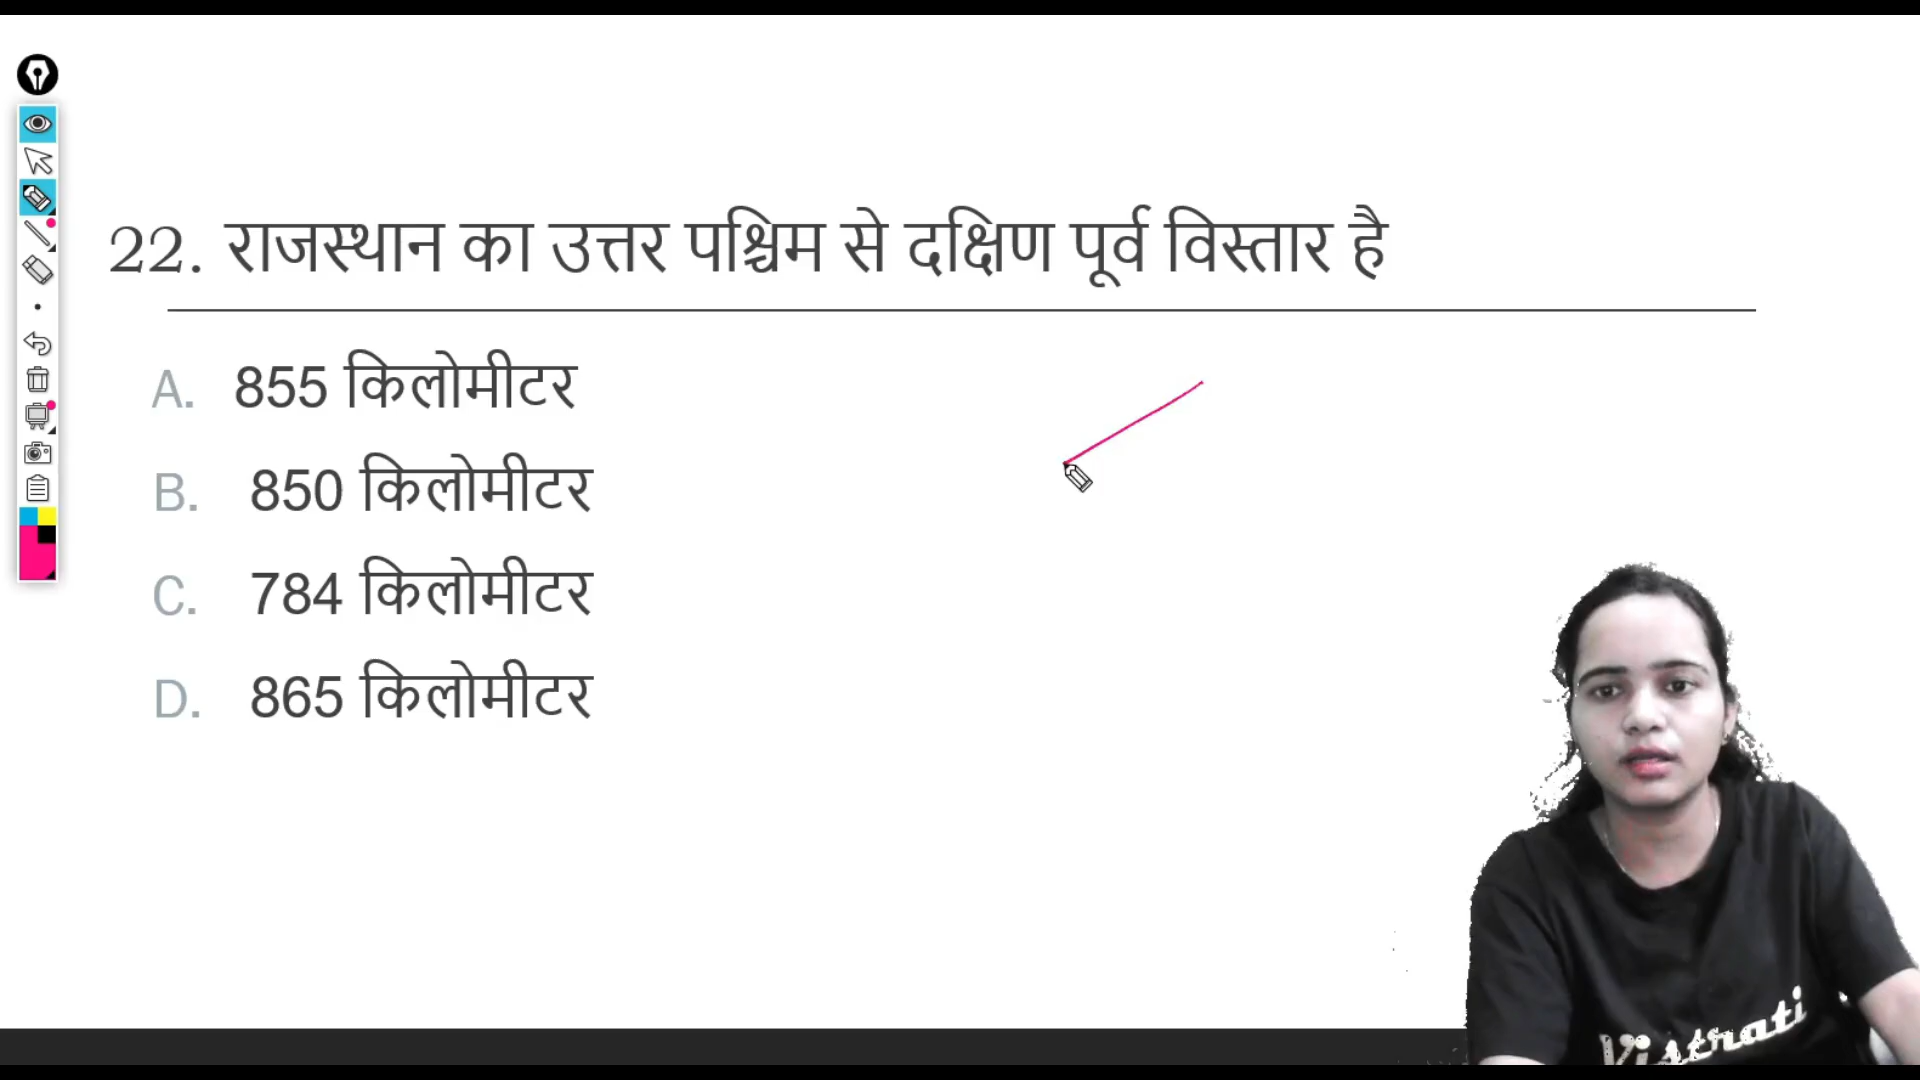 22. राजस्थान का उत्तर पश्चिम से दक्षिण पूर्व विस्तार है
A. 855 किलोमीटर
B. 850 किलोमीटर
C. 784 किलोमीटर
D. 865 किलोमीटर
Vistrati